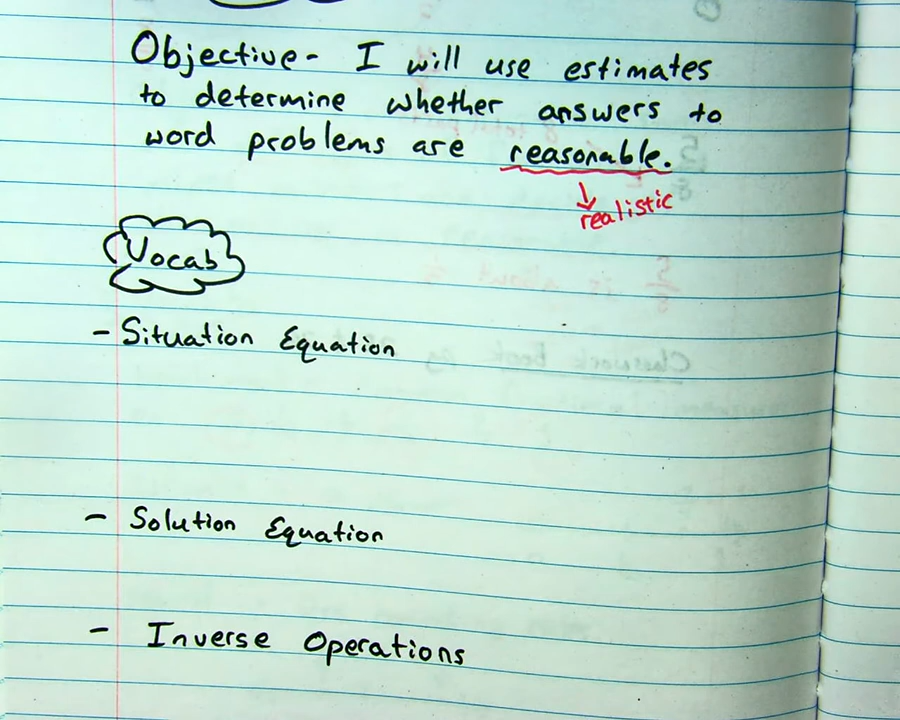 Objective- I will use estimates
to determine whether answers to
word problems are reasonable.
realistic
Vocab
- Situation Equation
- Solution Equation
- Inverse Operations